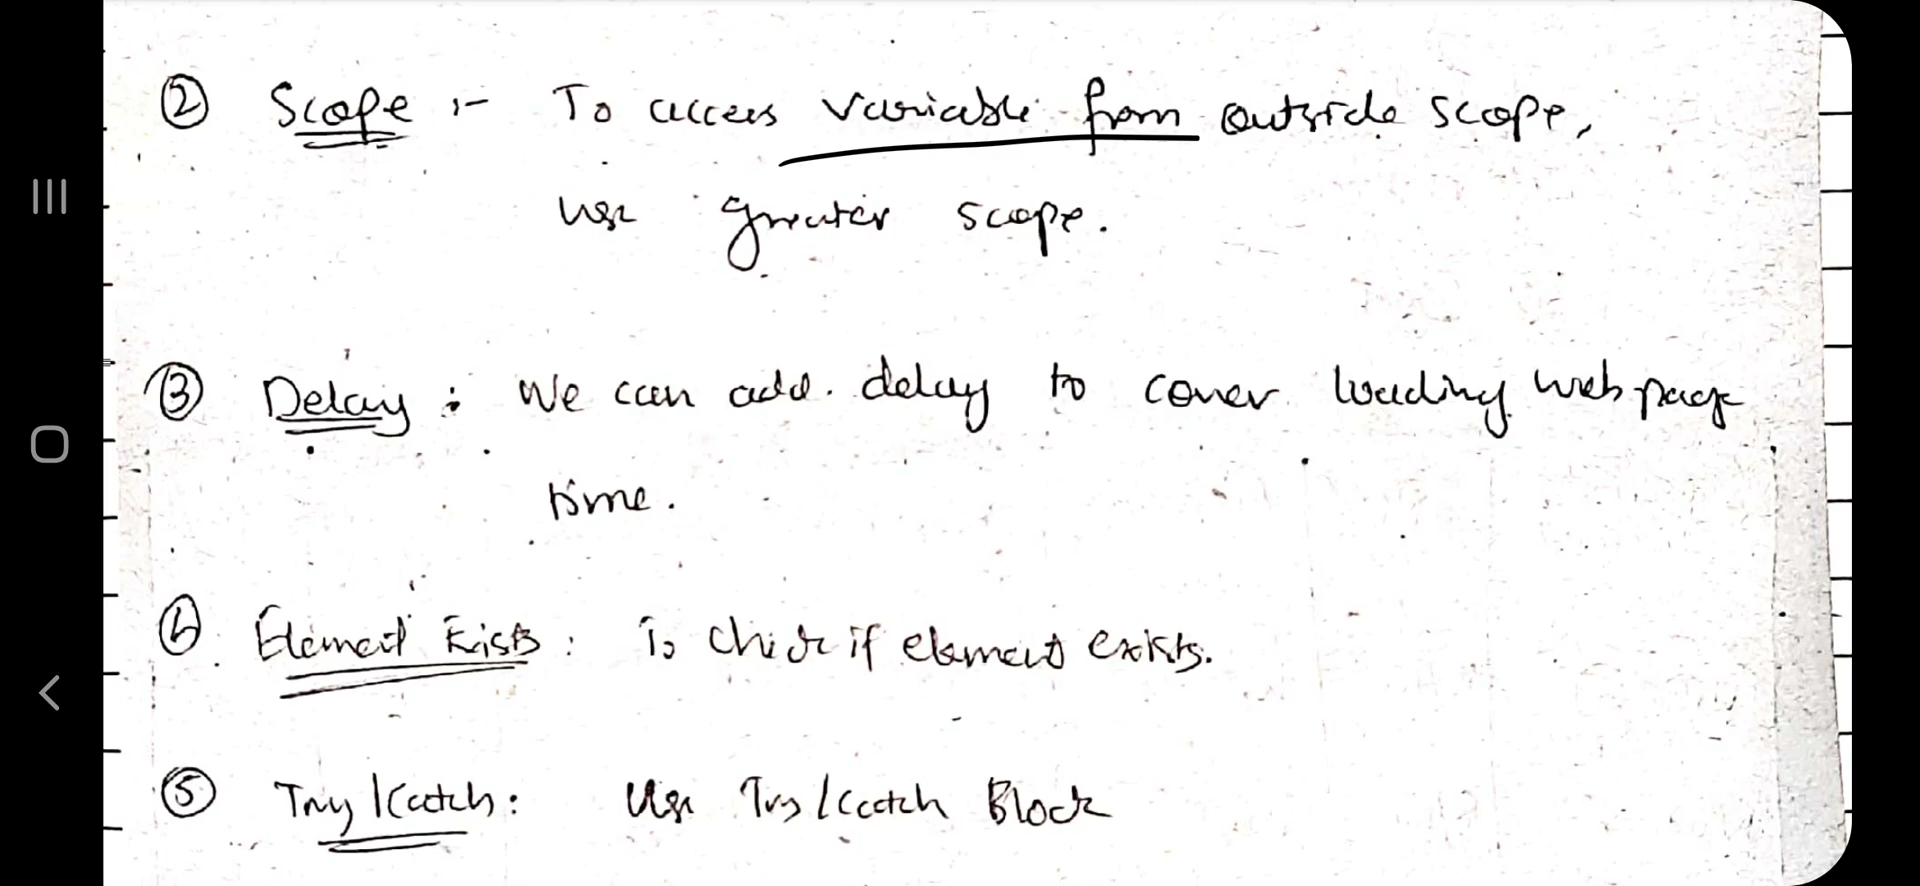 ② Scope :- To access variable from outside scope,
use greater scope.
③ Delay : We can add delay to cover loading web page
time.
④ Element Exists : To check if element exists.
⑤ Try/Catch : Use Try/Catch Block